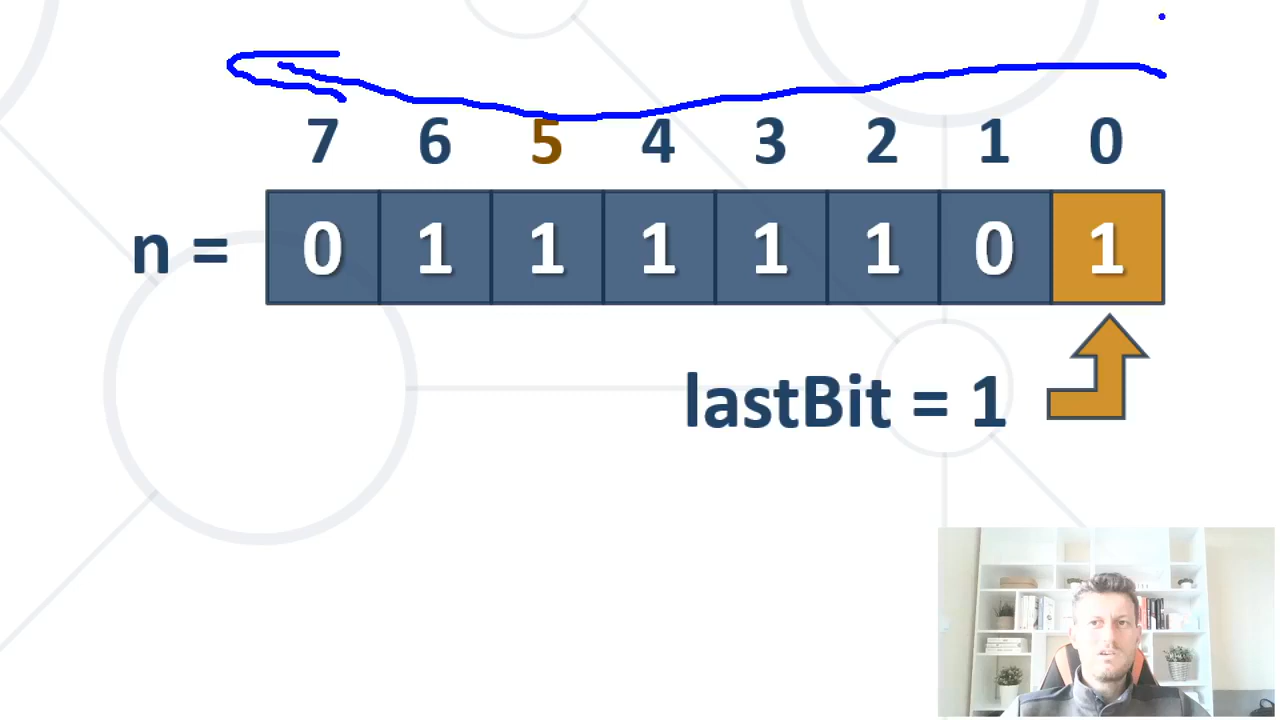 7 6 5 4 3 2 1 0
n = 0 1 1 1 1 1 0 1
lastBit = 1